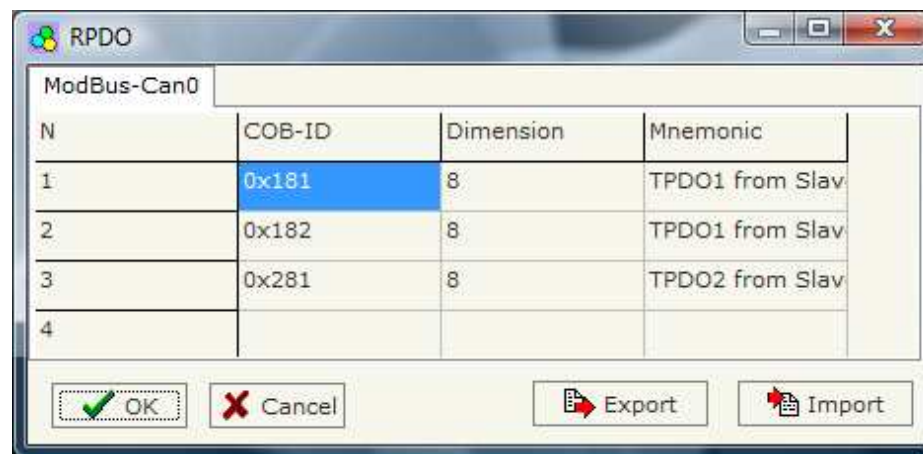 RPDO
ModBus-Can0
N COB-ID Dimension Mnemonic
1 0x181 8 TPDO1 from Slav
2 0x182 8 TPDO1 from Slav
3 0x281 8 TPDO2 from Slav
4
OK Cancel Export Import